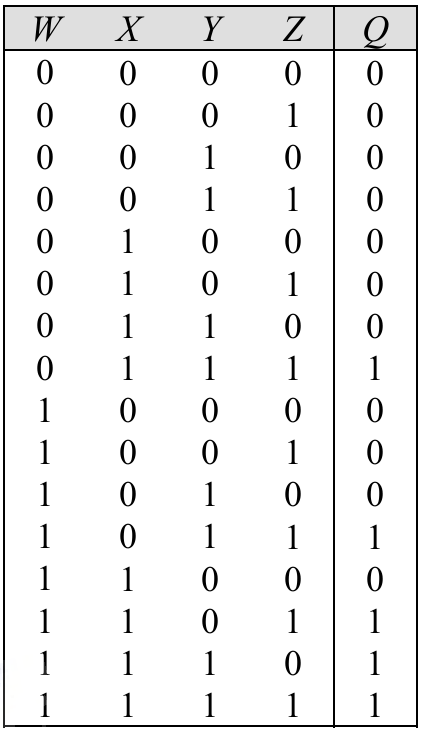 W X Y Z Q
0 0 0 0 0
0 0 0 1 0
0 0 1 0 0
0 0 1 1 0
0 1 0 0 0
0 1 0 1 0
0 1 1 0 0
0 1 1 1 1
1 0 0 0 0
1 0 0 1 0
1 0 1 0 0
1 0 1 1 1
1 1 0 0 0
1 1 0 1 1
1 1 1 0 1
1 1 1 1 1